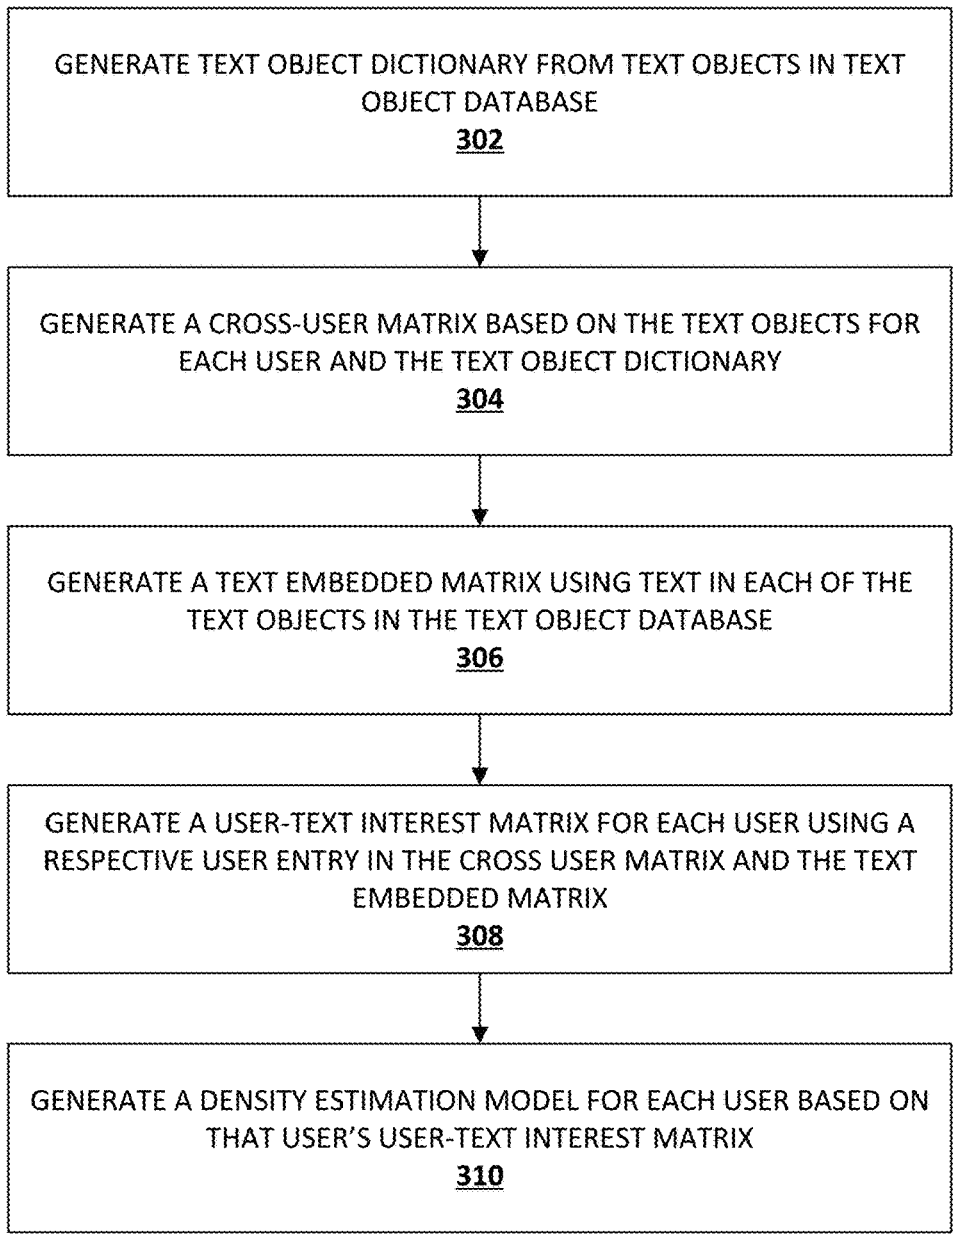 GENERATE TEXT OBJECT DICTIONARY FROM TEXT OBJECTS IN TEXT
OBJECT DATABASE
302
GENERATE A CROSS-USER MATRIX BASED ON THE TEXT OBJECTS FOR
EACH USER AND THE TEXT OBJECT DICTIONARY
304
GENERATE A TEXT EMBEDDED MATRIX USING TEXT IN EACH OF THE
TEXT OBJECTS IN THE TEXT OBJECT DATABASE
306
GENERATE A USER-TEXT INTEREST MATRIX FOR EACH USER USING A
RESPECTIVE USER ENTRY IN THE CROSS USER MATRIX AND THE TEXT
EMBEDDED MATRIX
308
GENERATE A DENSITY ESTIMATION MODEL FOR EACH USER BASED ON
THAT USER'S USER-TEXT INTEREST MATRIX
310